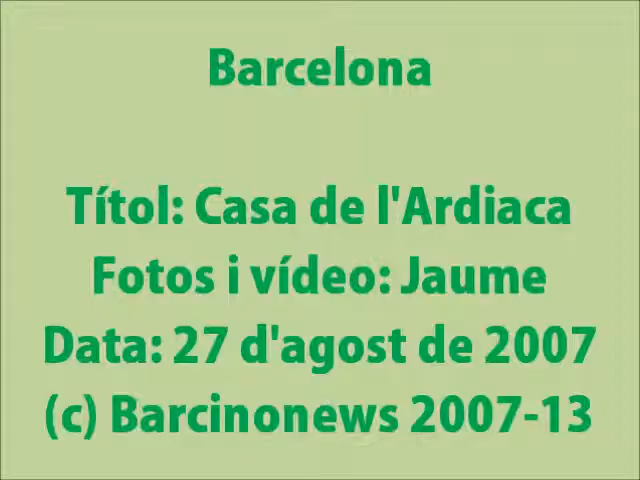 Barcelona
Títol: Casa de l'Ardiaca
Fotos i vídeo: Jaume
Data: 27 d'agost de 2007
(c) Barcinonews 2007-13